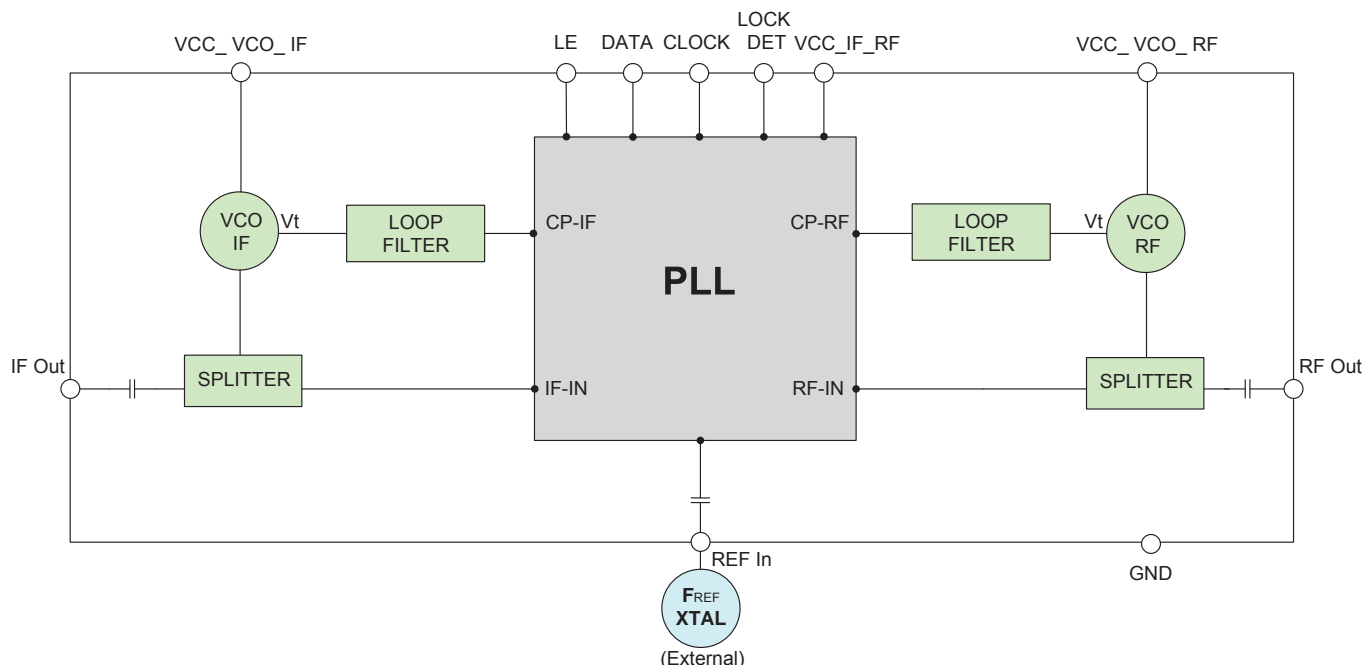 LOCK
VCC_ VCO_ IF
LE
DATA
CLOCK
DET
VCC_IF_RF
VCC_ VCO_ RF
VCO
IF
Vt
LOOP
FILTER
CP-IF
CP-RF
LOOP
FILTER
Vt
VCO
RF
PLL
IF Out
SPLITTER
IF-IN
RF-IN
SPLITTER
RF Out
REF In
GND
FREF
XTAL
(External)